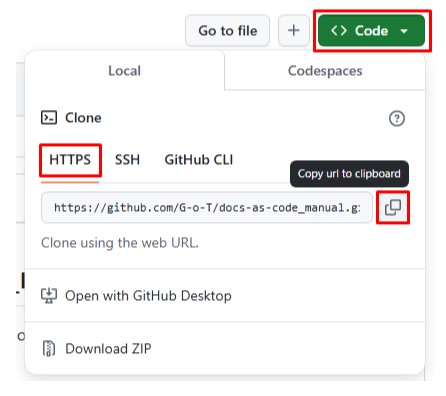 Go to file
+
<> Code
Local
Codespaces
Clone
?
HTTPS
SSH
GitHub CLI
Copy url to clipboard
https://github.com/G-o-T/docs-as-code_manual.g
Clone using the web URL.
Open with GitHub Desktop
Download ZIP